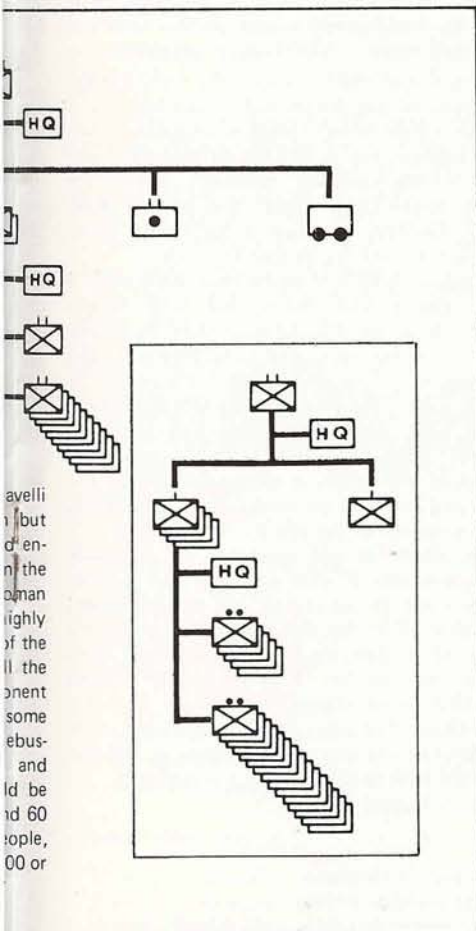 HQ
HQ
HQ
HQ
avelli
but
d en-
n the
oman
ighly
of the
ll the
onent
some
ebus-
and
ld be
nd 60
eople,
00 or